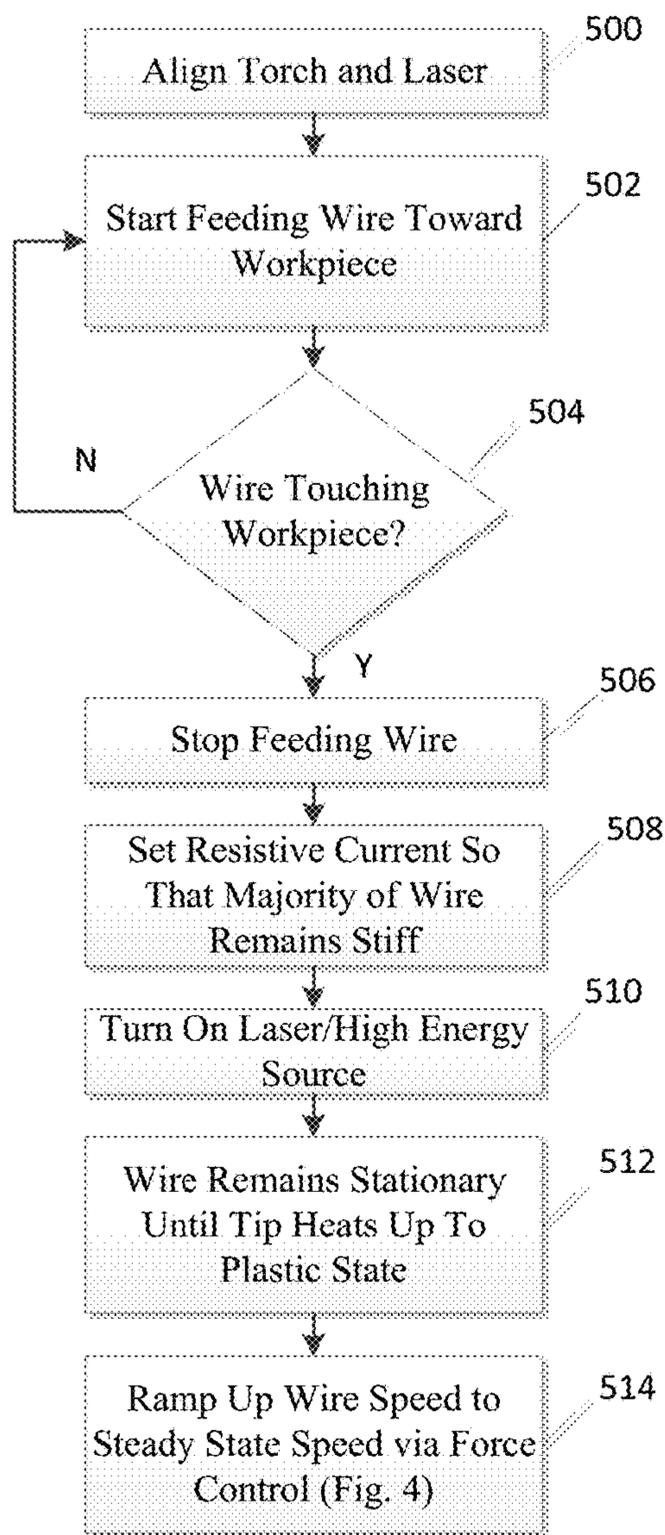 500
Align Torch and Laser
502
Start Feeding Wire Toward
Workpiece
504
N
Wire Touching
Workpiece?
Y
506
Stop Feeding Wire
508
Set Resistive Current So
That Majority of Wire
Remains Stiff
510
Turn On Laser/High Energy
Source
512
Wire Remains Stationary
Until Tip Heats Up To
Plastic State
514
Ramp Up Wire Speed to
Steady State Speed via Force
Control (Fig. 4)